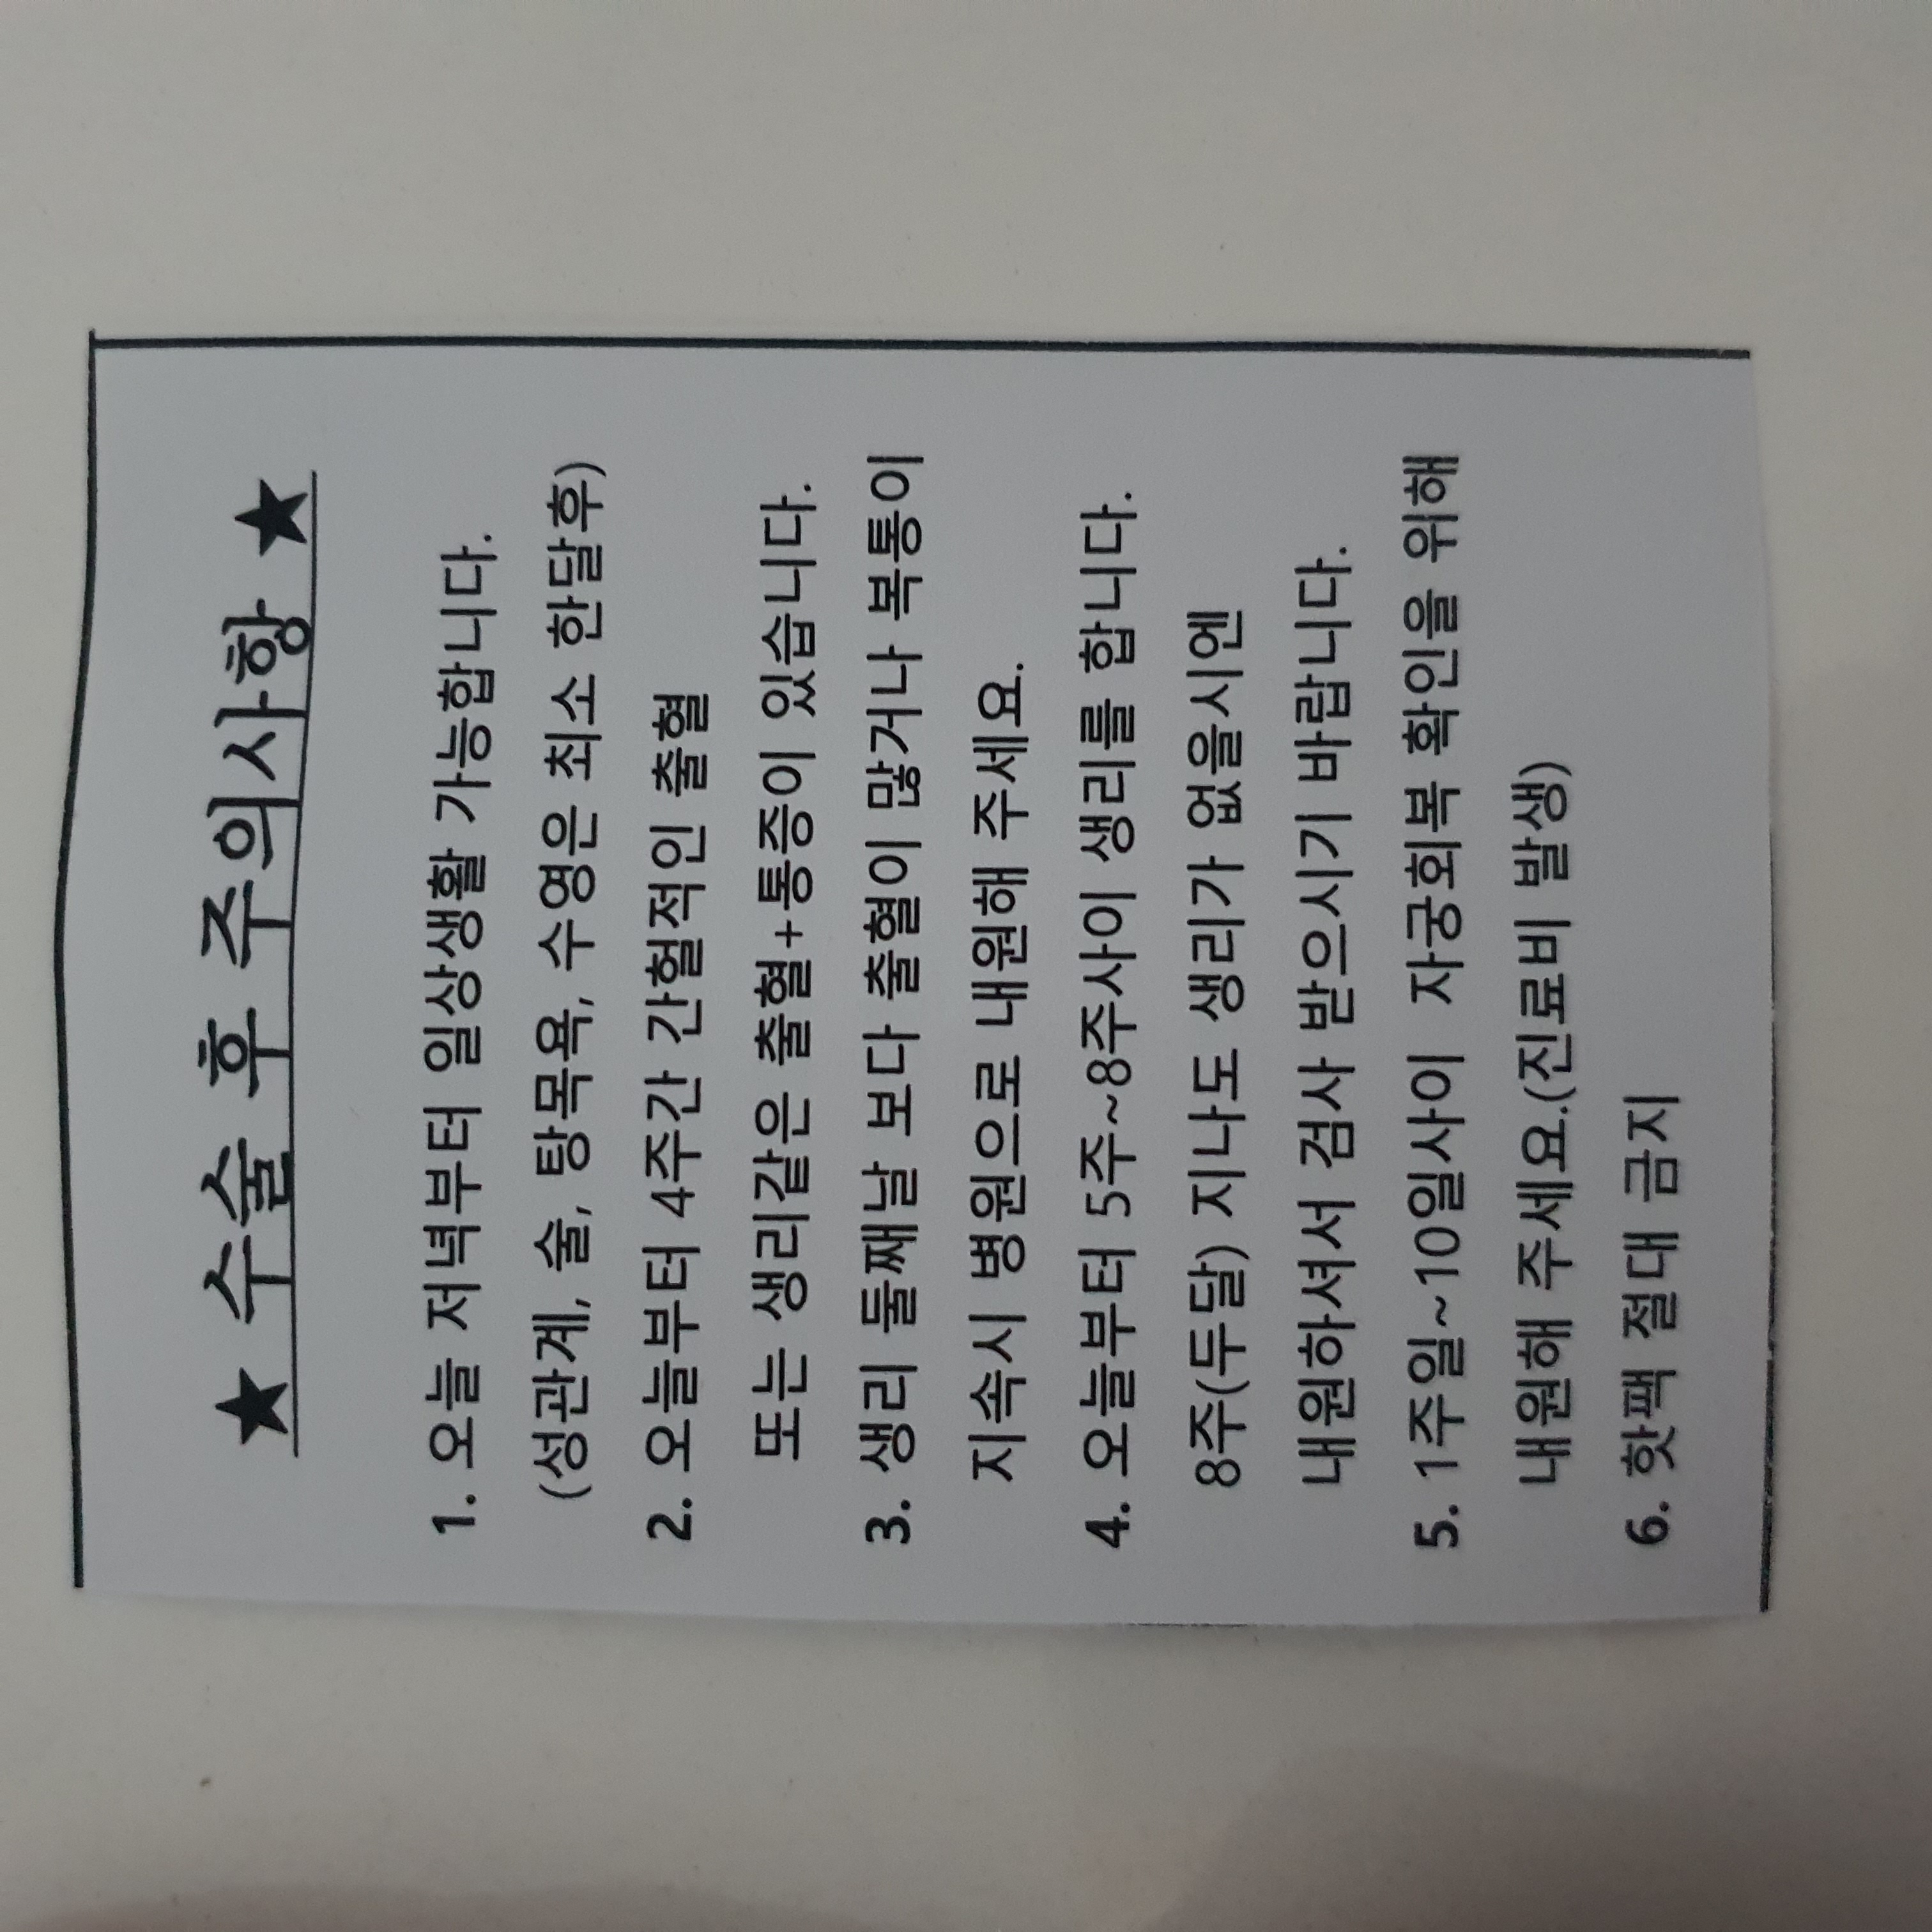 ★ 수술 후 주의사항 ★
1. 오늘 저녁부터 일상생활 가능합니다.
(성관계, 술, 탕목욕, 수영은 최소 한달후)
2. 오늘부터 4주간 간헐적인 출혈
또는 생리같은 출혈+통증이 있습니다.
3. 생리 둘째날 보다 출혈이 많거나 복통이
지속시 병원으로 내원해 주세요.
4. 오늘부터 5주~8주사이 생리를 합니다.
8주(두달) 지나도 생리가 없을시엔
내원하셔서 검사 받으시기 바랍니다.
5. 1주일~10일사이 자궁회복 확인을 위해
내원해 주세요.(진료비 발생)
6. 핫팩 절대 금지